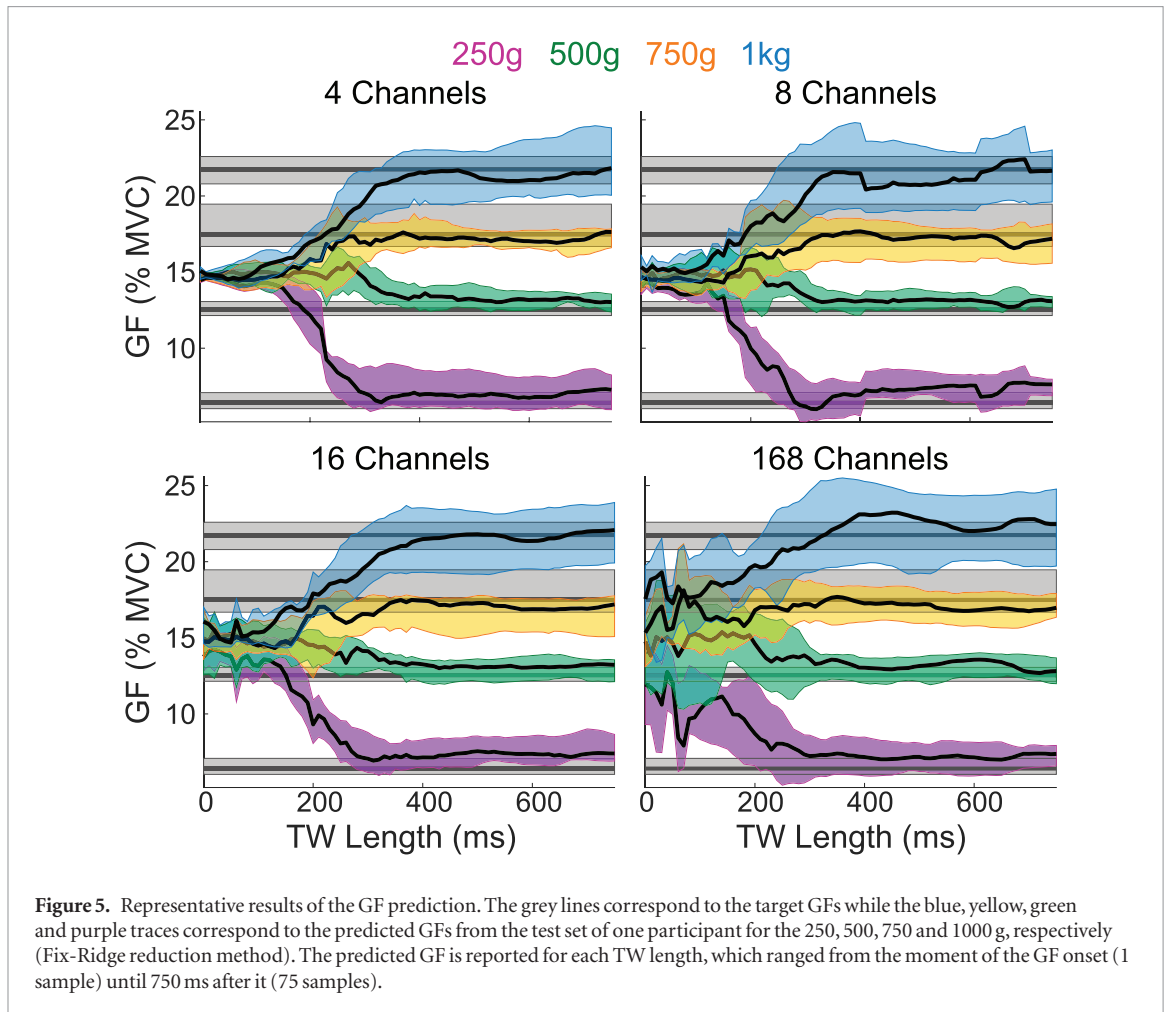 250g 500g 750g 1kg
4 Channels
8 Channels
25
20
15
10
GF (% MVC)
16 Channels
168 Channels
25
20
15
10
GF (% MVC)
0 200 400 600
0 200 400 600
TW Length (ms)
TW Length (ms)
Figure 5. Representative results of the GF prediction. The grey lines correspond to the target GFs while the blue, yellow, green
and purple traces correspond to the predicted GFs from the test set of one participant for the 250, 500, 750 and 1000 g, respectively
(Fix-Ridge reduction method). The predicted GF is reported for each TW length, which ranged from the moment of the GF onset (1
sample) until 750 ms after it (75 samples).